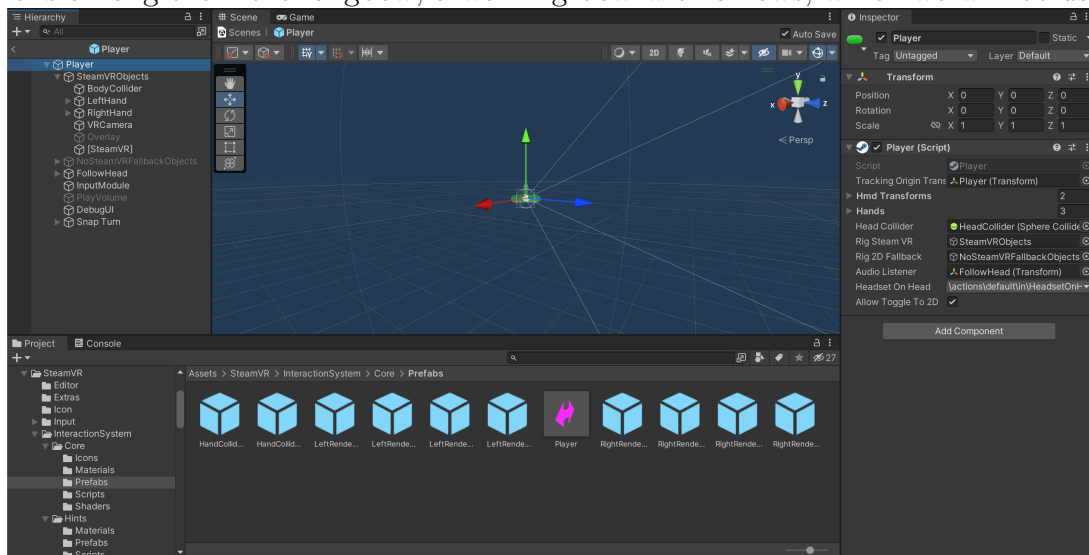 Hierarchy
All
Player
Player
SteamVRObjects
BodyCollider
LeftHand
RightHand
VRCamera
Overlay
[SteamVR]
NoSteamVRFallbackObjects
FollowHead
InputModule
PlayVolume
DebugUI
Snap Turn
Scene
Game
Scenes
Player
Auto Save
2D
y
x
z
Persp
Inspector
Player
Static
Tag Untagged
Layer Default
Transform
Position X 0 Y 0 Z 0
Rotation X 0 Y 0 Z 0
Scale X 1 Y 1 Z 1
Player (Script)
Script Player
Tracking Origin Trans Player (Transform)
Hmd Transforms 2
Hands 3
Head Collider HeadCollider (Sphere Collide
Rig Steam VR SteamVRObjects
Rig 2D Fallback NoSteamVRFallbackObjects
Audio Listener FollowHead (Transform)
Headset On Head \actions\default\in\HeadsetOnH
Allow Toggle To 2D
Add Component
Project
Console
27
SteamVR
Editor
Extras
Icon
Input
InteractionSystem
Core
Icons
Materials
Prefabs
Scripts
Shaders
Hints
Materials
Prefabs
Scripts
Assets > SteamVR > InteractionSystem > Core > Prefabs
HandCollid... HandCollid... LeftRende... LeftRende... LeftRende... LeftRende... Player RightRende... RightRende... RightRende... RightRende...